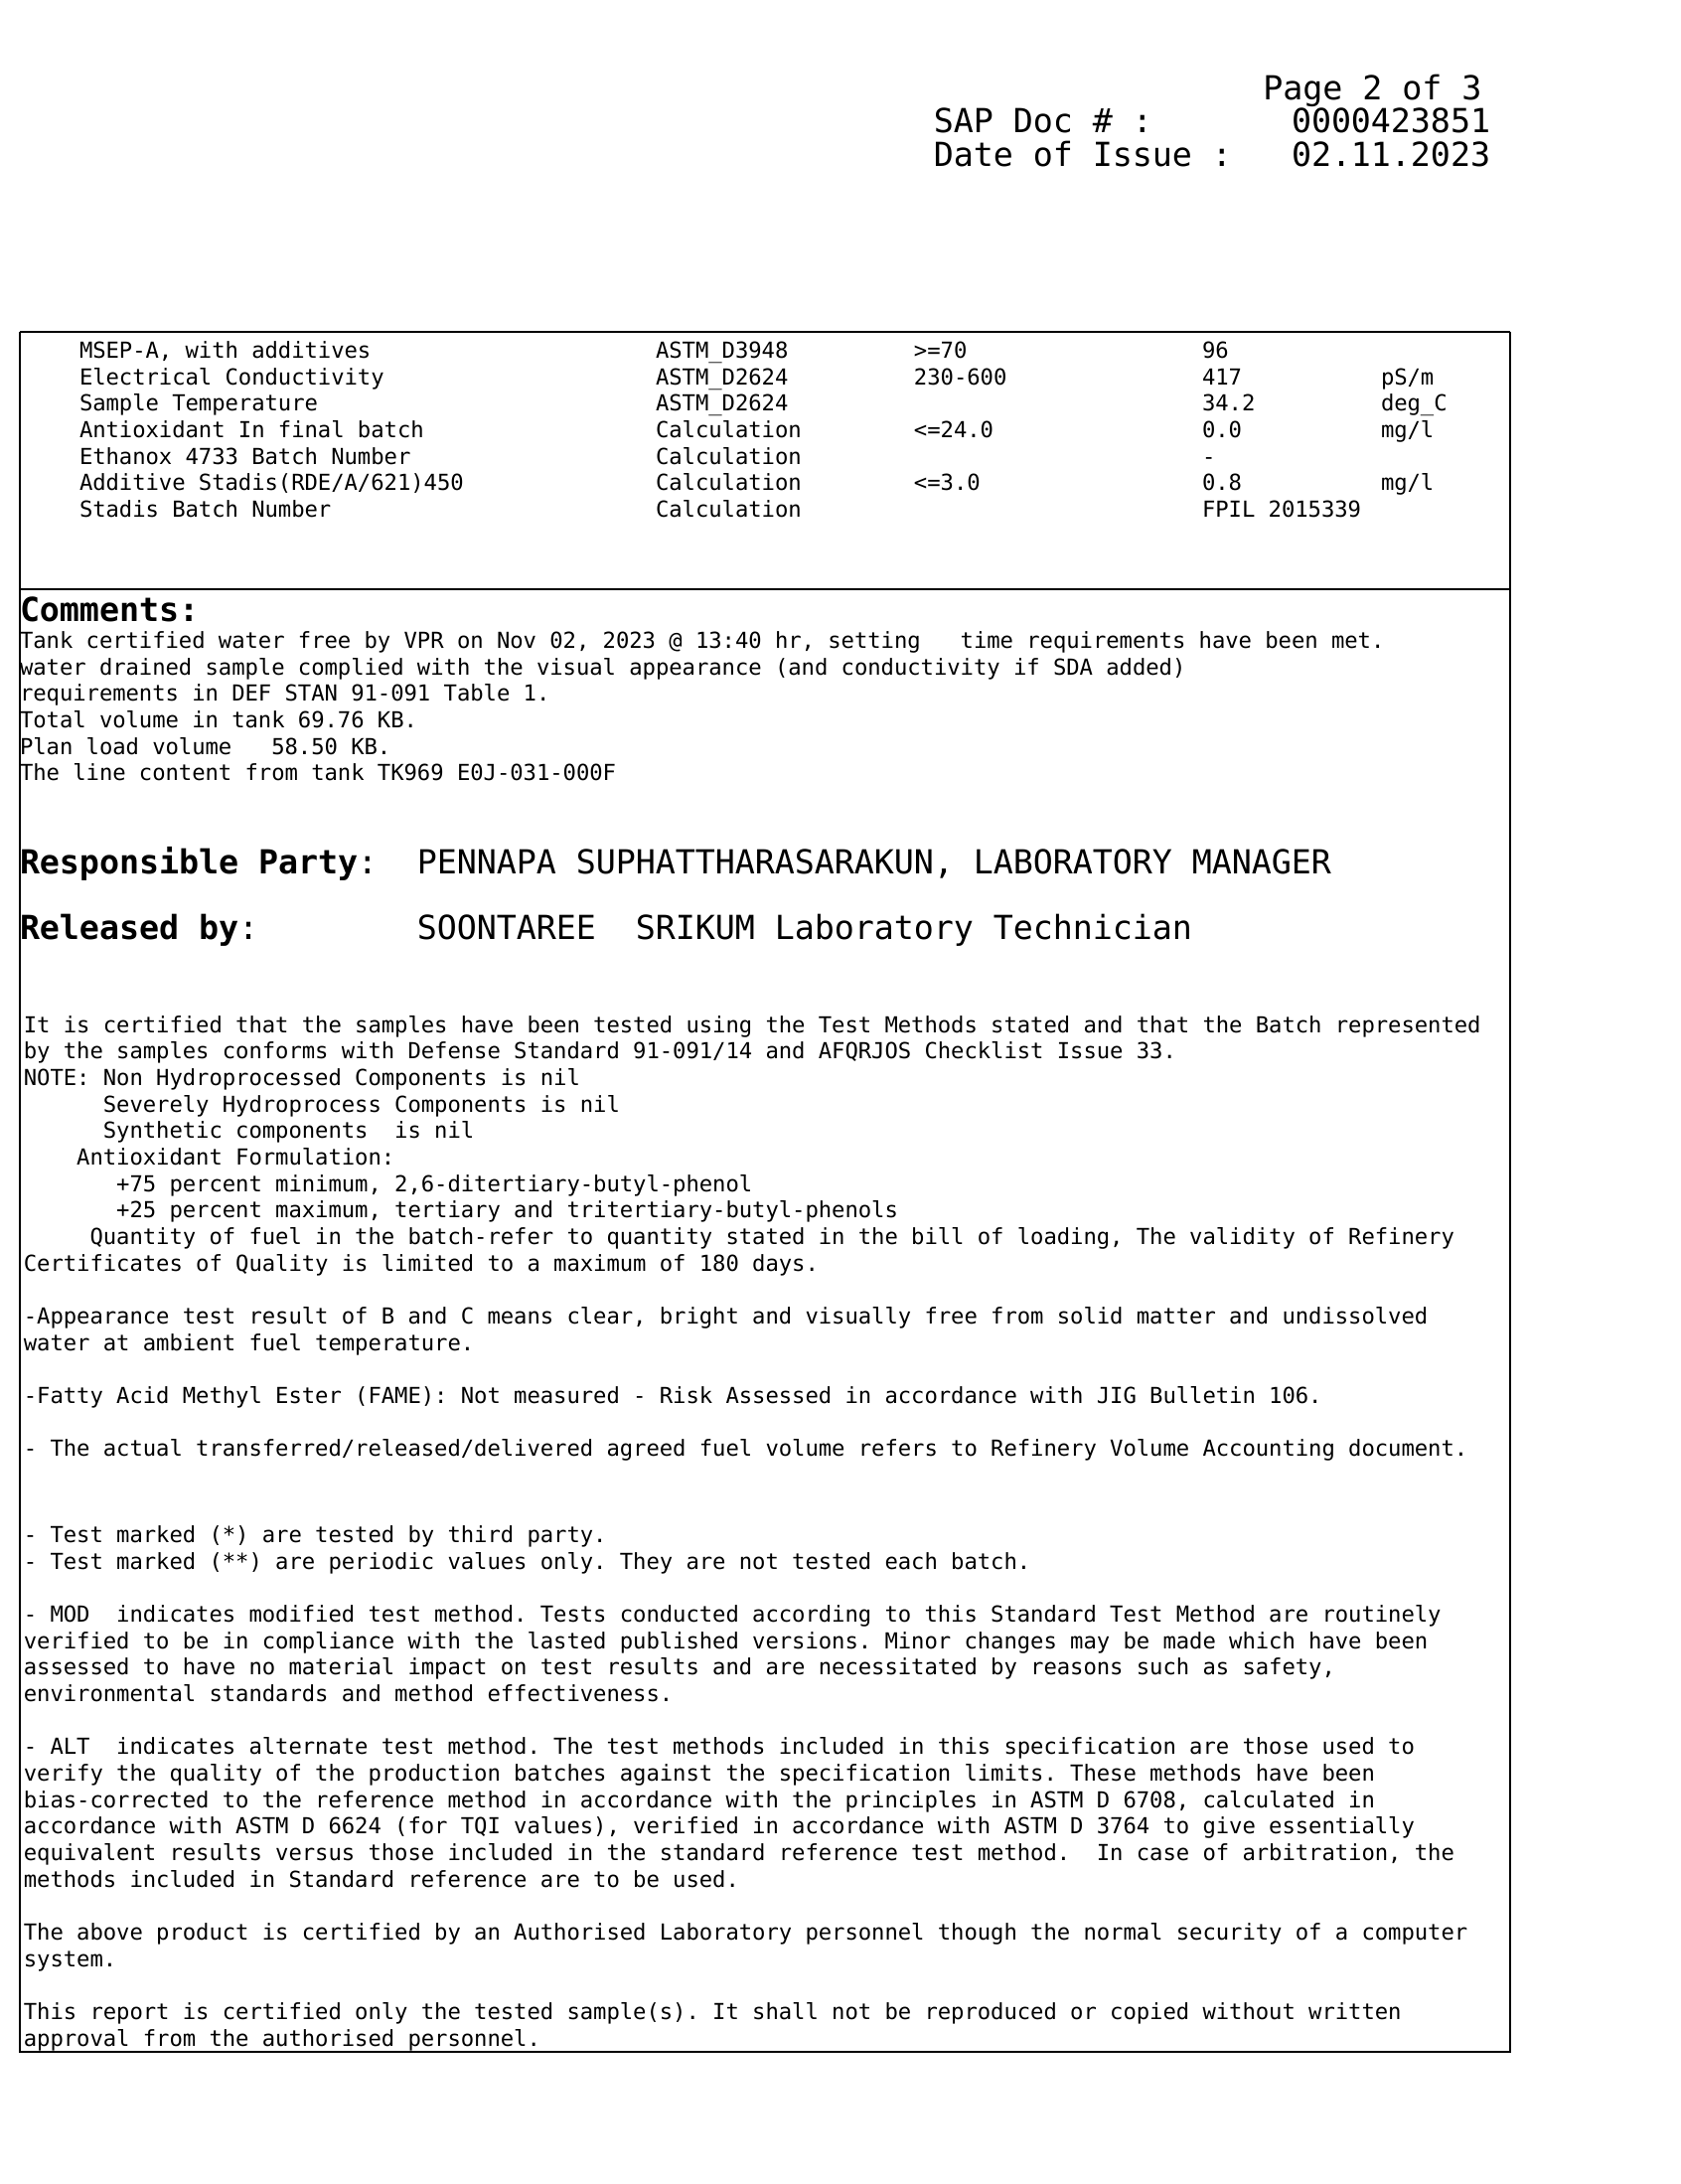 Page 2 of 3
SAP Doc # : 0000423851
Date of Issue : 02.11.2023
MSEP-A, with additives ASTM_D3948 >=70 96
Electrical Conductivity ASTM_D2624 230-600 417 pS/m
Sample Temperature ASTM_D2624 34.2 deg_C
Antioxidant In final batch Calculation <=24.0 0.0 mg/l
Ethanox 4733 Batch Number Calculation -
Additive Stadis(RDE/A/621)450 Calculation <=3.0 0.8 mg/l
Stadis Batch Number Calculation FPIL 2015339
Comments:
Tank certified water free by VPR on Nov 02, 2023 @ 13:40 hr, setting time requirements have been met.
water drained sample complied with the visual appearance (and conductivity if SDA added)
requirements in DEF STAN 91-091 Table 1.
Total volume in tank 69.76 KB.
Plan load volume 58.50 KB.
The line content from tank TK969 E0J-031-000F
Responsible Party: PENNAPA SUPHATTHARASARAKUN, LABORATORY MANAGER
Released by: SOONTAREE SRIKUM Laboratory Technician
It is certified that the samples have been tested using the Test Methods stated and that the Batch represented
by the samples conforms with Defense Standard 91-091/14 and AFQRJOS Checklist Issue 33.
NOTE: Non Hydroprocessed Components is nil
Severely Hydroprocess Components is nil
Synthetic components is nil
Antioxidant Formulation:
+75 percent minimum, 2,6-ditertiary-butyl-phenol
+25 percent maximum, tertiary and tritertiary-butyl-phenols
Quantity of fuel in the batch-refer to quantity stated in the bill of loading, The validity of Refinery
Certificates of Quality is limited to a maximum of 180 days.
-Appearance test result of B and C means clear, bright and visually free from solid matter and undissolved
water at ambient fuel temperature.
-Fatty Acid Methyl Ester (FAME): Not measured - Risk Assessed in accordance with JIG Bulletin 106.
- The actual transferred/released/delivered agreed fuel volume refers to Refinery Volume Accounting document.
- Test marked (*) are tested by third party.
- Test marked (**) are periodic values only. They are not tested each batch.
- MOD indicates modified test method. Tests conducted according to this Standard Test Method are routinely
verified to be in compliance with the lasted published versions. Minor changes may be made which have been
assessed to have no material impact on test results and are necessitated by reasons such as safety,
environmental standards and method effectiveness.
- ALT indicates alternate test method. The test methods included in this specification are those used to
verify the quality of the production batches against the specification limits. These methods have been
bias-corrected to the reference method in accordance with the principles in ASTM D 6708, calculated in
accordance with ASTM D 6624 (for TQI values), verified in accordance with ASTM D 3764 to give essentially
equivalent results versus those included in the standard reference test method. In case of arbitration, the
methods included in Standard reference are to be used.
The above product is certified by an Authorised Laboratory personnel though the normal security of a computer
system.
This report is certified only the tested sample(s). It shall not be reproduced or copied without written
approval from the authorised personnel.